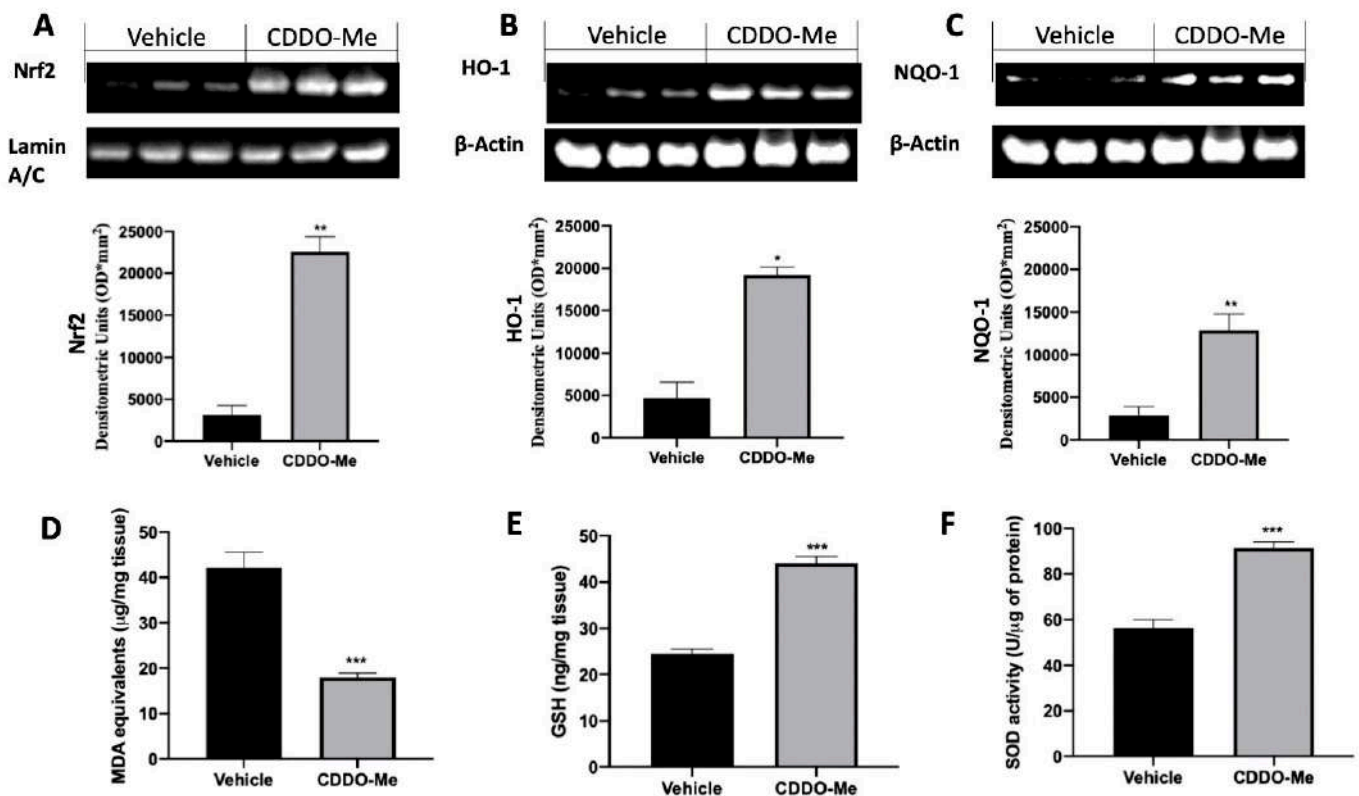 A
Vehicle CDDO-Me
Nrf2
Lamin
A/C
B
Vehicle CDDO-Me
HO-1
β-Actin
C
Vehicle CDDO-Me
NQO-1
β-Actin
Nrf2
Densitometric Units (OD*mm²)
25000
20000
15000
10000
5000
0
**
Vehicle CDDO-Me
HO-1
Densitometric Units (OD*mm²)
25000
20000
15000
10000
5000
0
*
Vehicle CDDO-Me
NQO-1
Densitometric Units (OD*mm²)
25000
20000
15000
10000
5000
0
**
Vehicle CDDO-Me
D
MDA equivalents (μg/mg tissue)
50
40
30
20
10
0
***
Vehicle CDDO-Me
E
GSH (ng/mg tissue)
50
40
30
20
10
0
***
Vehicle CDDO-Me
F
SOD activity (U/μg of protein)
100
80
60
40
20
0
***
Vehicle CDDO-Me